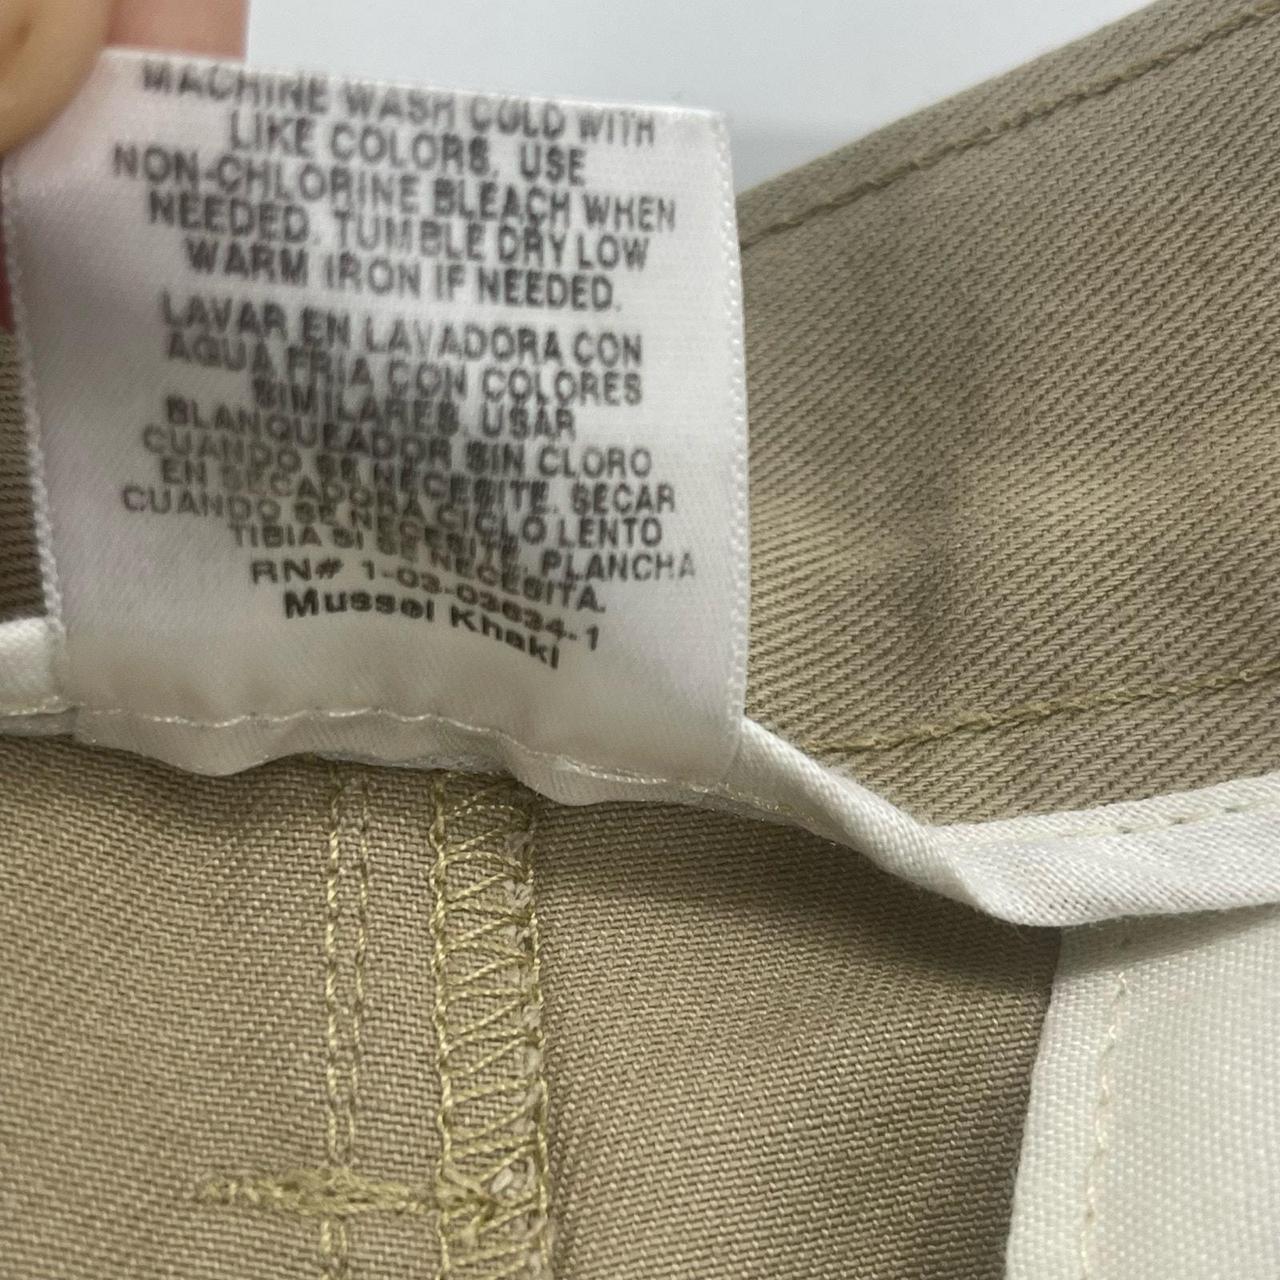 MACHINE WASH COLD WITH
LIKE COLORS. USE
NON-CHLORINE BLEACH WHEN
NEEDED. TUMBLE DRY LOW
WARM IRON IF NEEDED.
LAVAR EN LAVADORA CON
AGUA FRIA CON COLORES
SIMILARES. USAR
BLANQUEADOR SIN CLORO
CUANDO SE NECESITE. SECAR
EN SECADORA CICLO LENTO
CUANDO SE NECESITE. PLANCHA
TIBIA SI SE NECESITA.
RN# 1-03-03634-1
Mussel Khaki